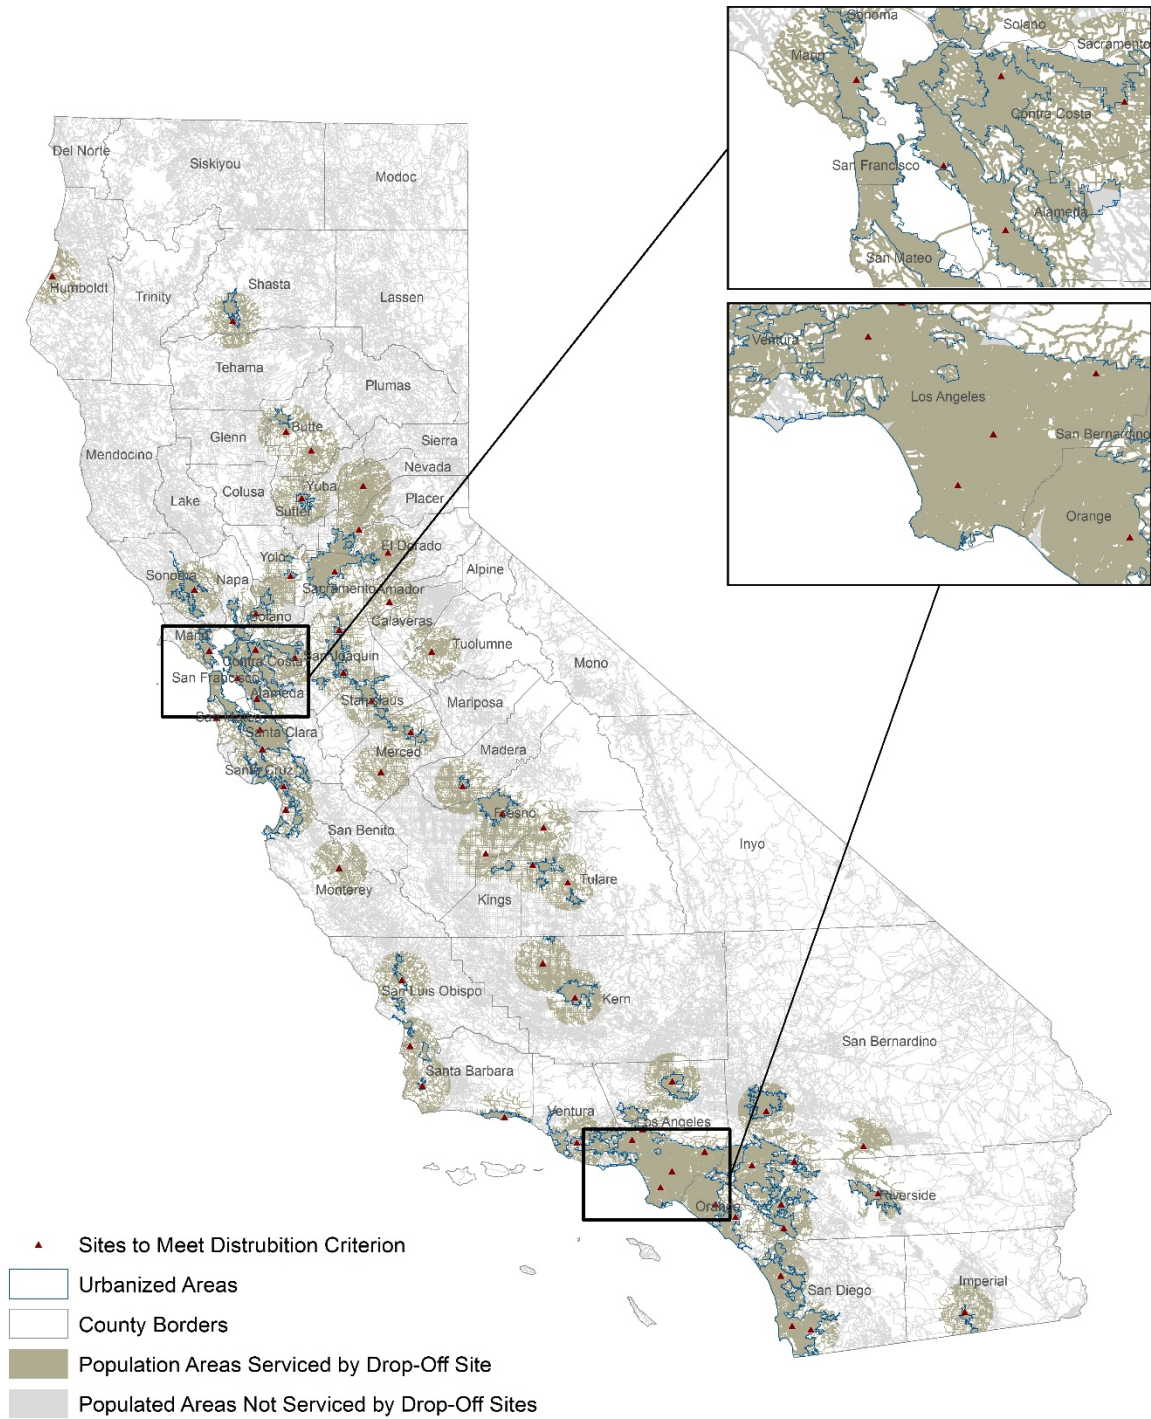 Sonoma
Solano
Sacramento
Marin
Contra Costa
San Francisco
Alameda
San Mateo
Ventura
Los Angeles
San Bernardino
Orange
Del Norte
Siskiyou
Modoc
Humboldt
Trinity
Shasta
Lassen
Tehama
Plumas
Butte
Glenn
Sierra
Mendocino
Nevada
Colusa
Yuba
Lake
Placer
Sutter
Yolo
El Dorado
Alpine
Sonoma
Napa
Sacramento
Amador
Solano
Calaveras
Marin
Tuolumne
Contra Costa
San Joaquin
Mono
San Francisco
Alameda
Stanislaus
Mariposa
San Mateo
Santa Clara
Merced
Madera
Santa Cruz
Fresno
San Benito
Inyo
Monterey
Tulare
Kings
San Luis Obispo
Kern
San Bernardino
Santa Barbara
Ventura
Los Angeles
Riverside
Orange
San Diego
Imperial
Sites to Meet Distrubition Criterion
Urbanized Areas
County Borders
Population Areas Serviced by Drop-Off Site
Populated Areas Not Serviced by Drop-Off Sites